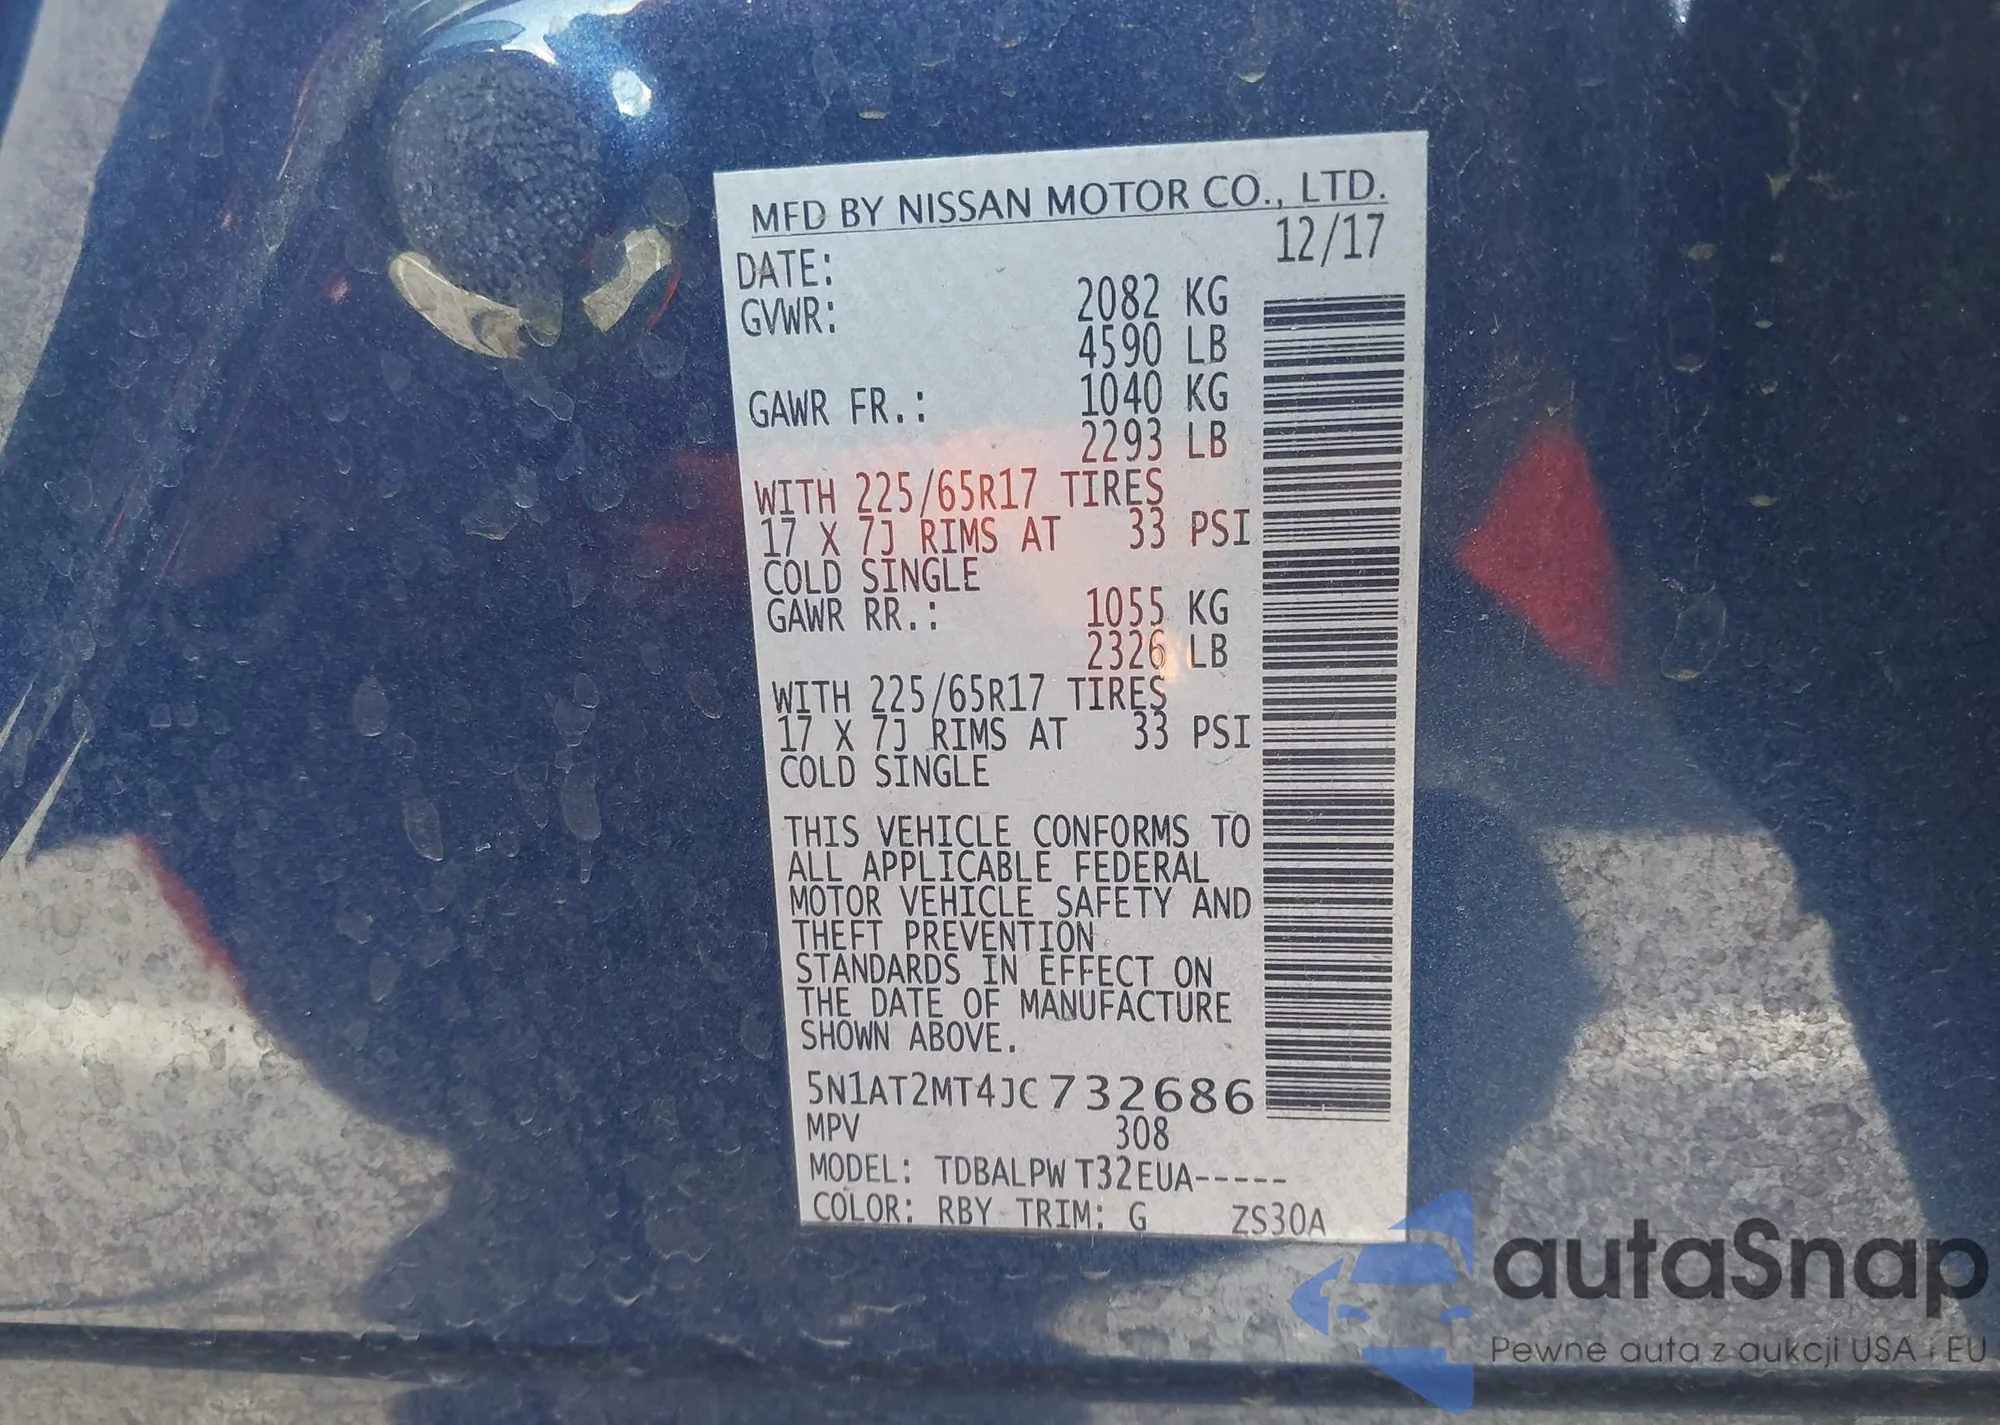 MFD BY NISSAN MOTOR CO., LTD.
DATE: 12/17
GVWR: 2082 KG
4590 LB
GAWR FR.: 1040 KG
2293 LB
WITH 225/65R17 TIRES
17 X 7J RIMS AT 33 PSI
COLD SINGLE
GAWR RR.: 1055 KG
2326 LB
WITH 225/65R17 TIRES
17 X 7J RIMS AT 33 PSI
COLD SINGLE
THIS VEHICLE CONFORMS TO
ALL APPLICABLE FEDERAL
MOTOR VEHICLE SAFETY AND
THEFT PREVENTION
STANDARDS IN EFFECT ON
THE DATE OF MANUFACTURE
SHOWN ABOVE.
5N1AT2MT4JC732686
MPV 308
MODEL: TDBALPW T32EUA-----
COLOR: RBY TRIM: G ZS30A
autaSnap
Pewne auta z aukcji USA i EU